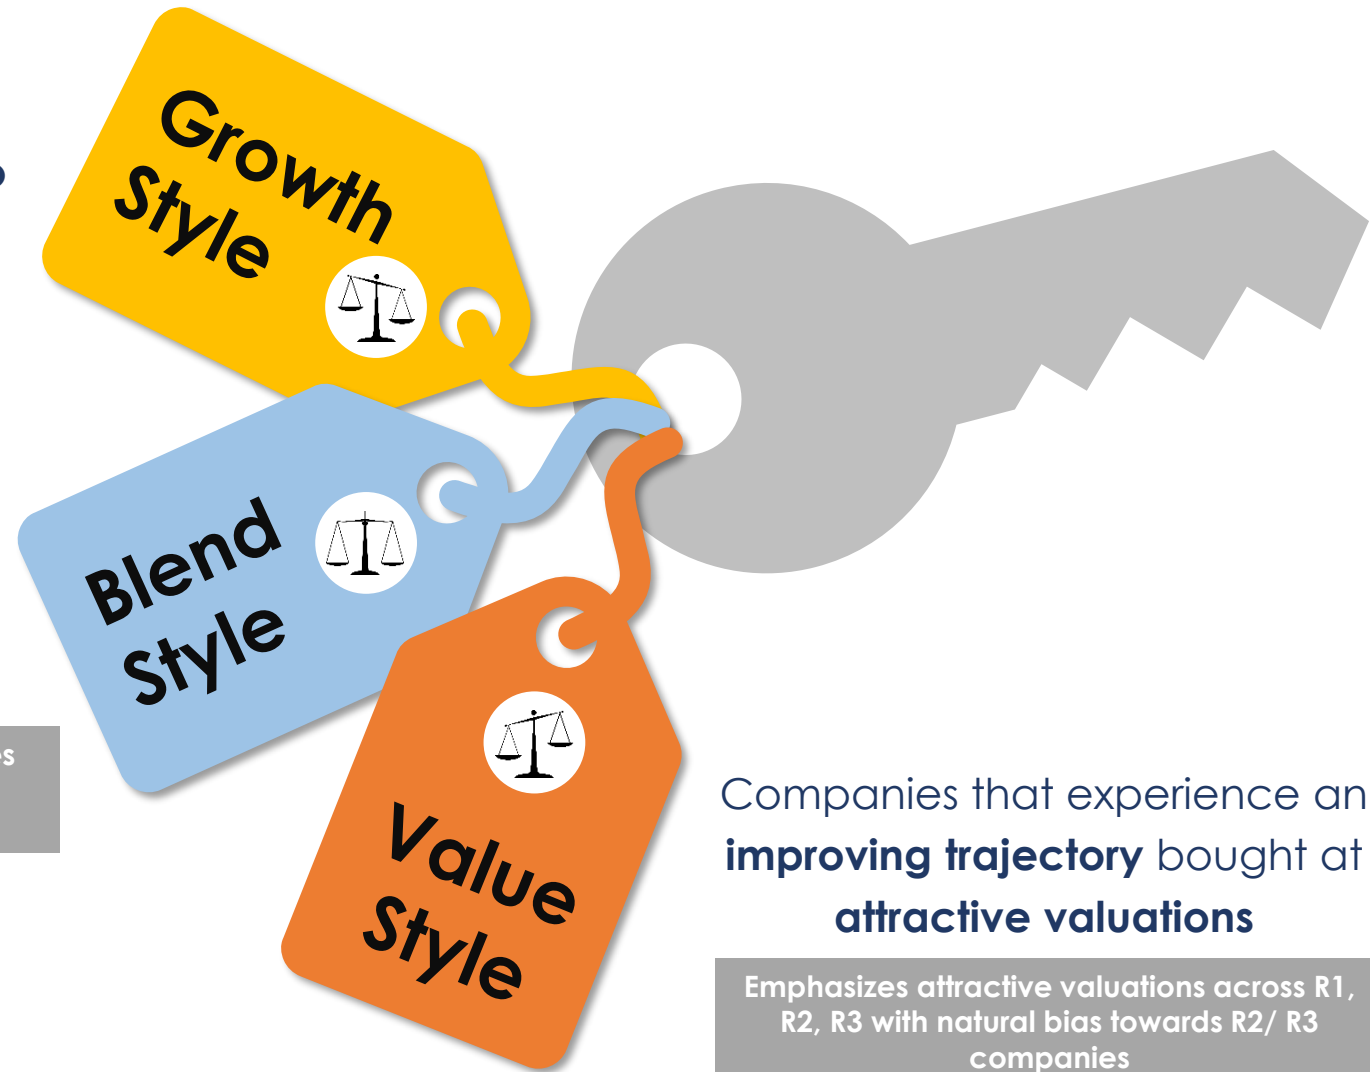 Growth
Style
Blend
Style
Value
Style
Companies that experience an
improving trajectory bought at
attractive valuations
Emphasizes attractive valuations across R1,
R2, R3 with natural bias towards R2/ R3
companies